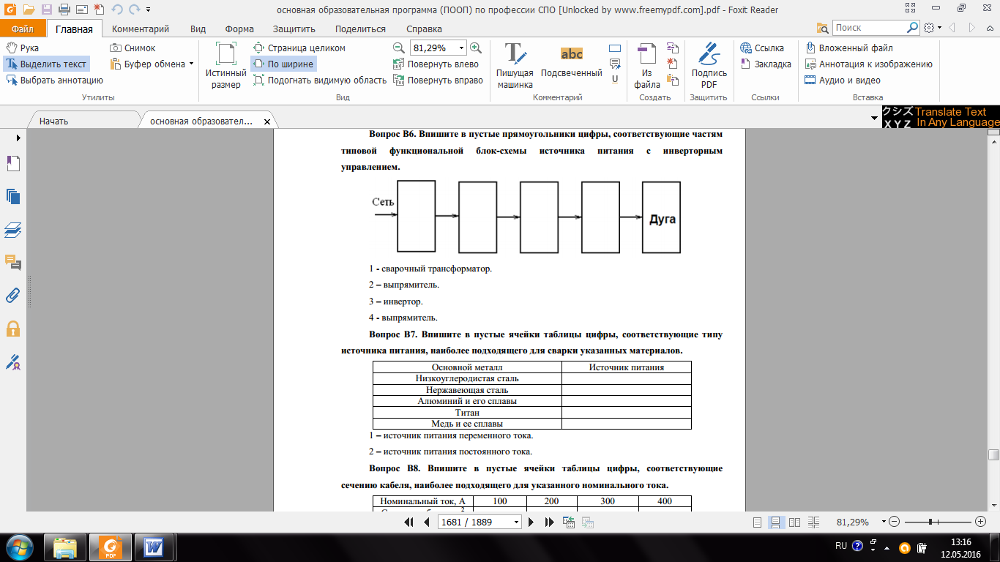 основная образовательная программа (ПООП) по профессии СПО [Unlocked by www.freemypdf.com].pdf - Foxit Reader
Файл Главная Комментарий Вид Форма Защитить Поделиться Справка Поиск
Рука Снимок Страница целиком 81,29% Ссылка Вложенный файл
Выделить текст Буфер обмена По ширине Повернуть влево Закладка Аннотация к изображению
Выбрать аннотацию Подогнать видимую область Повернуть вправо Аудио и видео
Истинный размер Пишущая машинка abc Подсвеченный U Из файла Подпись PDF
Утилиты Вид Комментарий Создать Защитить Ссылки Вставка
Начать основная образовател... クシズ Translate Text
XYZ In Any Language
Вопрос В6. Впишите в пустые прямоугольники цифры, соответствующие частям
типовой функциональной блок-схемы источника питания с инверторным
управлением.
Сеть
Дуга
1 - сварочный трансформатор.
2 – выпрямитель.
3 – инвертор.
4 - выпрямитель.
Вопрос В7. Впишите в пустые ячейки таблицы цифры, соответствующие типу
источника питания, наиболее подходящего для сварки указанных материалов.
Основной металл Источник питания
Низкоуглеродистая сталь
Нержавеющая сталь
Алюминий и его сплавы
Титан
Медь и ее сплавы
1 – источник питания переменного тока.
2 – источник питания постоянного тока.
Вопрос В8. Впишите в пустые ячейки таблицы цифры, соответствующие
сечению кабеля, наиболее подходящего для указанного номинального тока.
Номинальный ток, А 100 200 300 400
1681 / 1889 81,29%
RU 13:16
12.05.2016